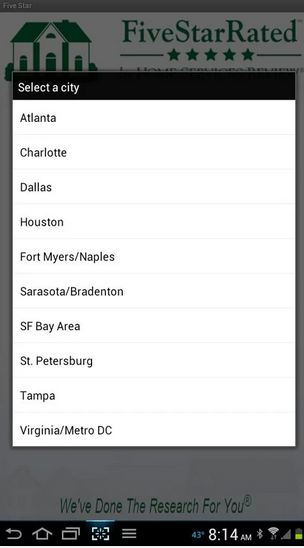 Five Star
FiveStarRated
Select a city
Atlanta
Charlotte
Dallas
Houston
Fort Myers/Naples
Sarasota/Bradenton
SF Bay Area
St. Petersburg
Tampa
Virginia/Metro DC
We've Done The Research For You®
43° 8:14 AM